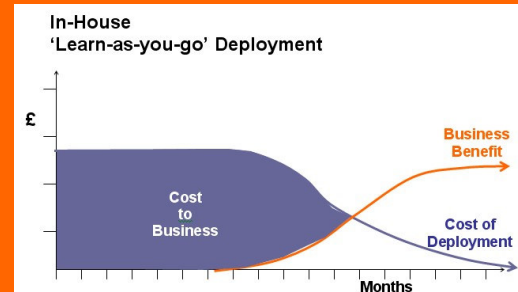 In-House
'Learn-as-you-go' Deployment
£
Business
Benefit
Cost
to
Business
Cost of
Deployment
Months